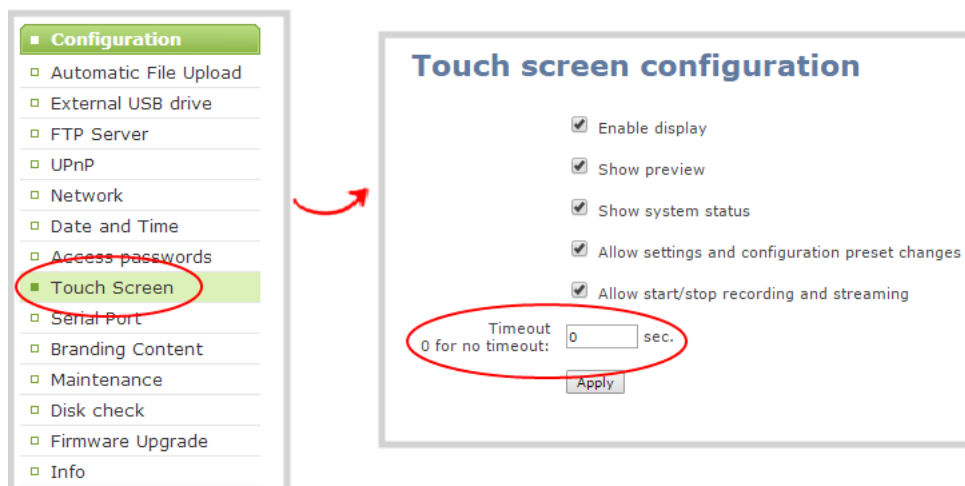 Configuration
Automatic File Upload
External USB drive
FTP Server
UPnP
Network
Date and Time
Access passwords
Touch Screen
Serial Port
Branding Content
Maintenance
Disk check
Firmware Upgrade
Info
Touch screen configuration
Enable display
Show preview
Show system status
Allow settings and configuration preset changes
Allow start/stop recording and streaming
Timeout
0 for no timeout: 0 sec.
Apply